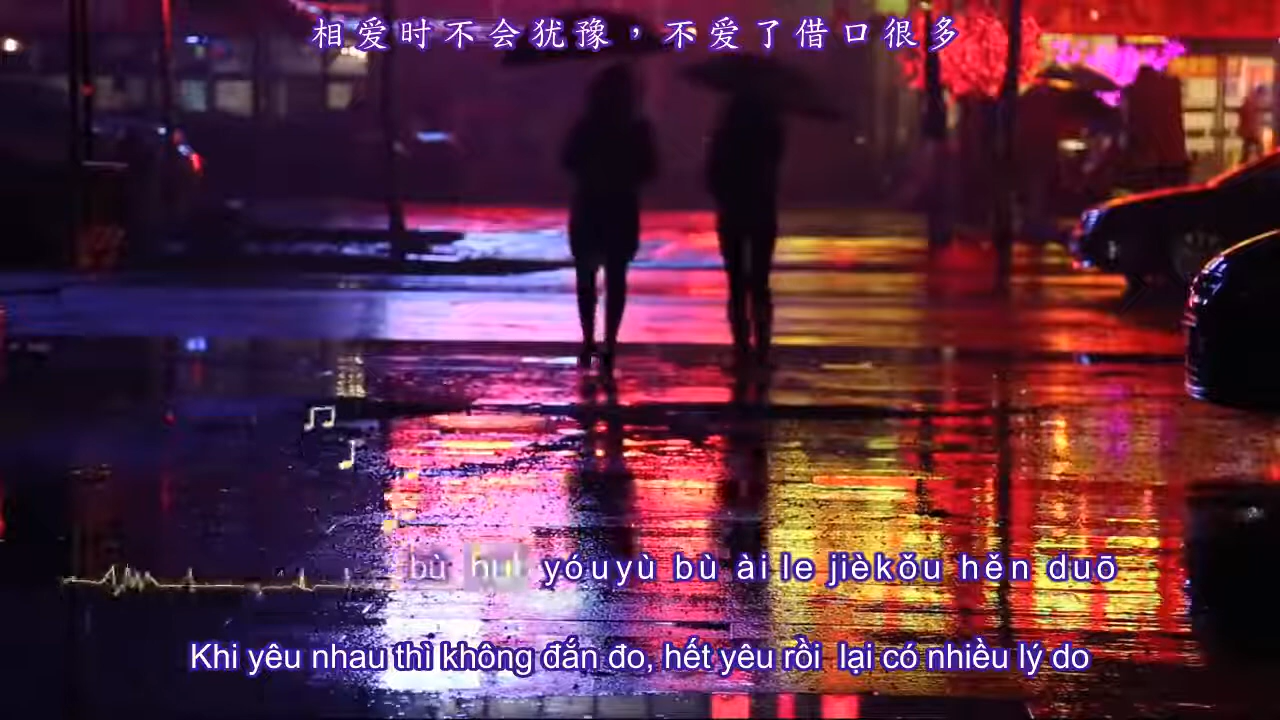 相爱时不会犹豫，不爱了借口很多
bù huì yóuyù bù ài le jièkǒu hěn duō
Khi yêu nhau thì không đắn đo, hết yêu rồi lại có nhiều lý do